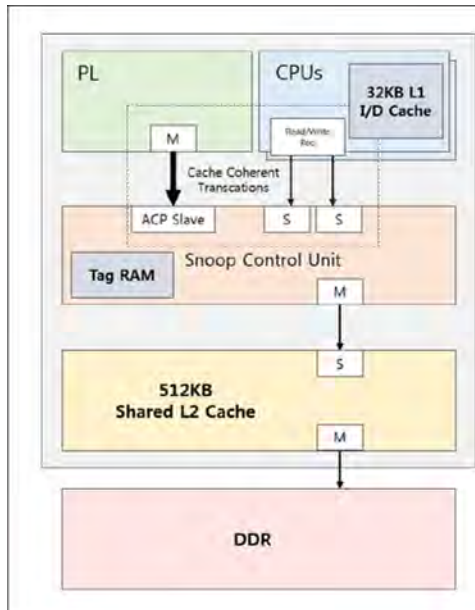 PL
CPUs
32KB L1
I/D Cache
M
Read/Write
Req.
Cache Coherent
Transcations
ACP Slave
S
S
Snoop Control Unit
Tag RAM
M
S
512KB
Shared L2 Cache
M
DDR